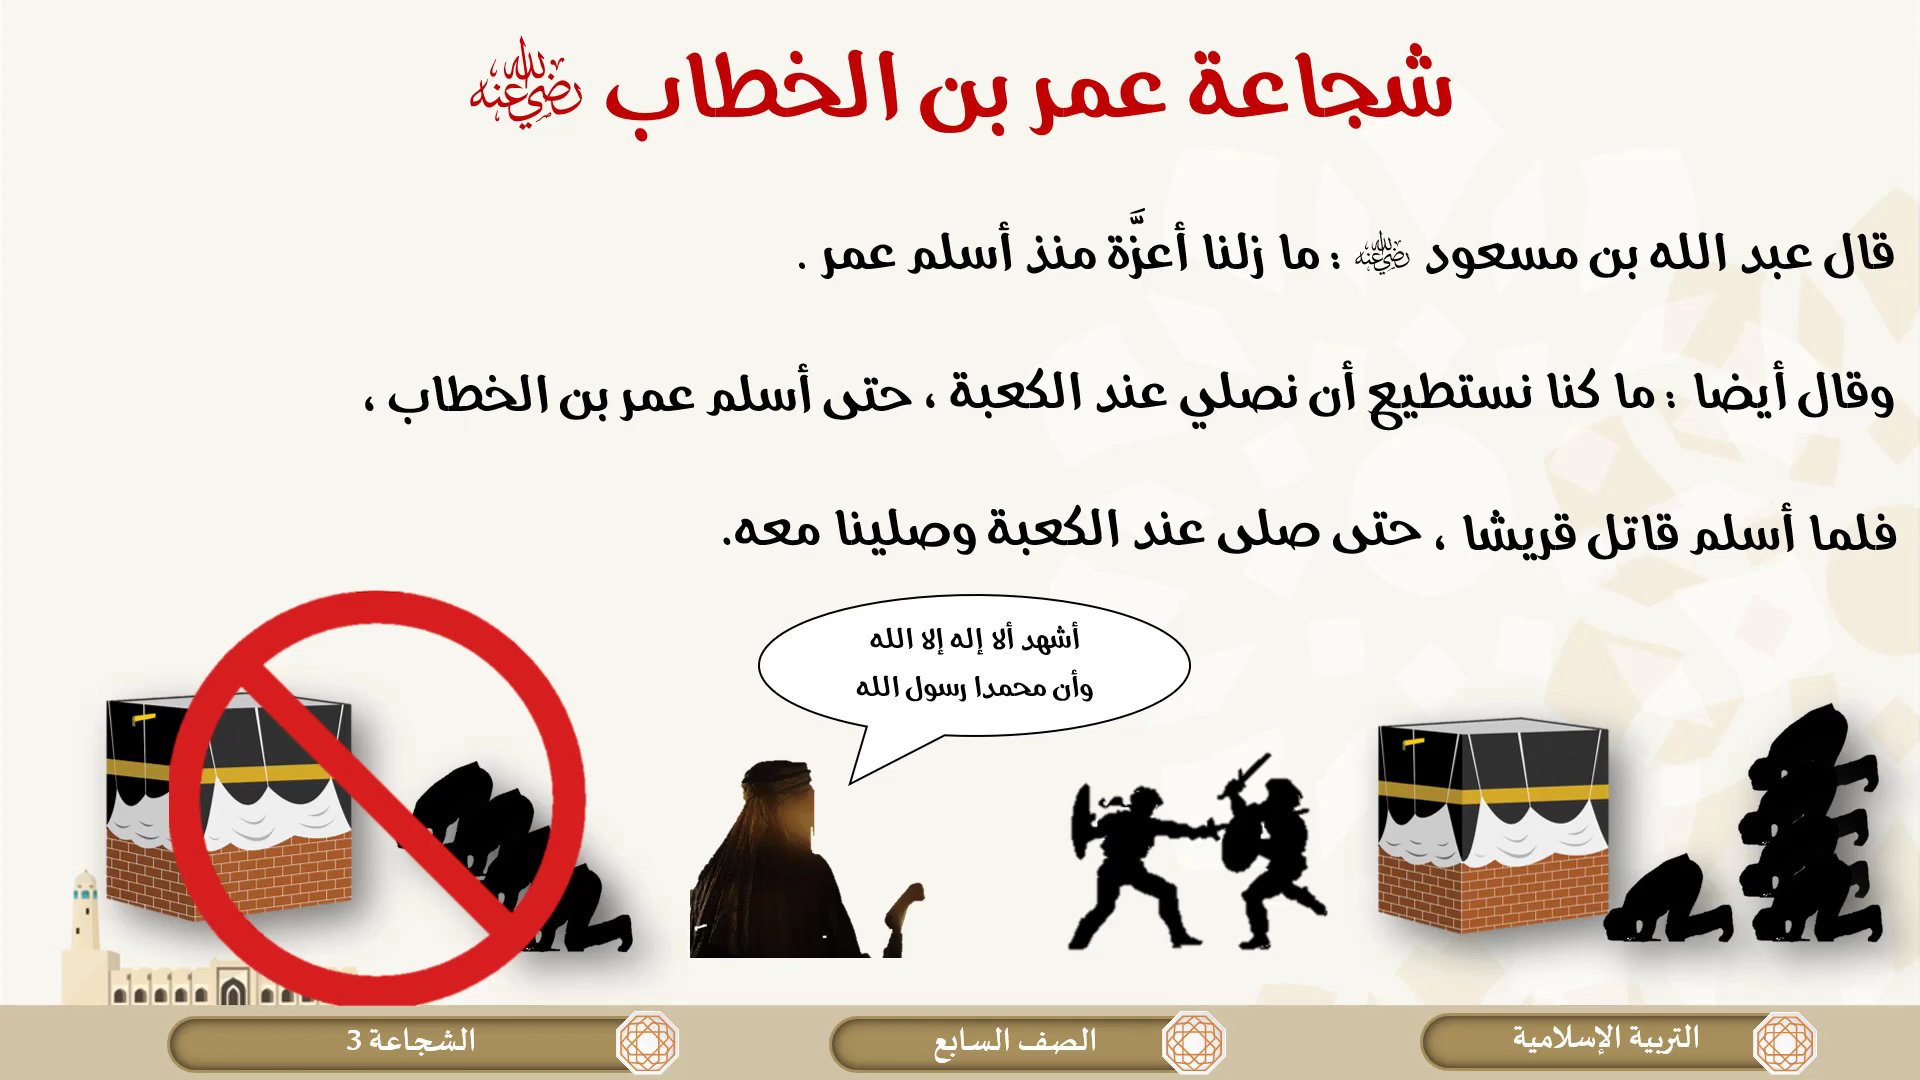 شجاعة عمر بن الخطاب ﷺ
قال عبد الله بن مسعود رضي الله عنه : ما زلنا أعزَّة منذ أسلم عمر .
وقال أيضا : ما كنا نستطيع أن نصلي عند الكعبة ، حتى أسلم عمر بن الخطاب ،
فلما أسلم قاتل قريشا ، حتى صلى عند الكعبة وصلينا معه.
أشهد ألا إله إلا الله
وأن محمدا رسول الله
التربية الإسلامية
الصف السابع
الشجاعة 3